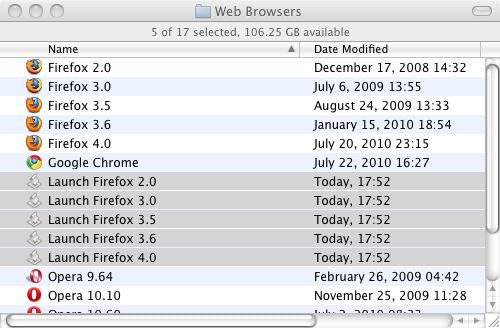 Web Browsers
5 of 17 selected, 106.25 GB available
Name Date Modified
Firefox 2.0 December 17, 2008 14:32
Firefox 3.0 July 6, 2009 13:55
Firefox 3.5 August 24, 2009 13:33
Firefox 3.6 January 15, 2010 18:54
Firefox 4.0 July 20, 2010 23:15
Google Chrome July 22, 2010 16:27
Launch Firefox 2.0 Today, 17:52
Launch Firefox 3.0 Today, 17:52
Launch Firefox 3.5 Today, 17:52
Launch Firefox 3.6 Today, 17:52
Launch Firefox 4.0 Today, 17:52
Opera 9.64 February 26, 2009 04:42
Opera 10.10 November 25, 2009 11:28
Opera 10.60